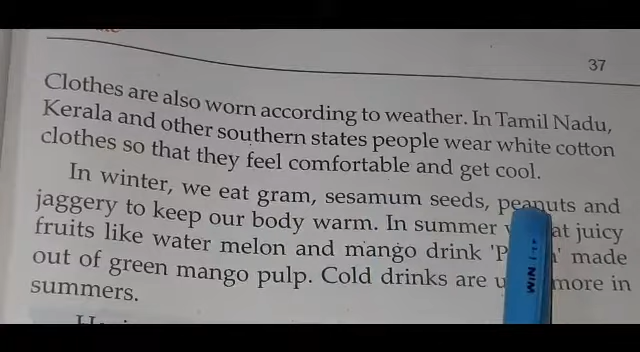 37
Clothes are also worn according to weather. In Tamil Nadu,
Kerala and other southern states people wear white cotton
clothes so that they feel comfortable and get cool.
In winter, we eat gram, sesamum seeds, peanuts and
jaggery to keep our body warm. In summer juicy
fruits like water melon and mango drink made
out of green mango pulp. Cold drinks are more in
summers.